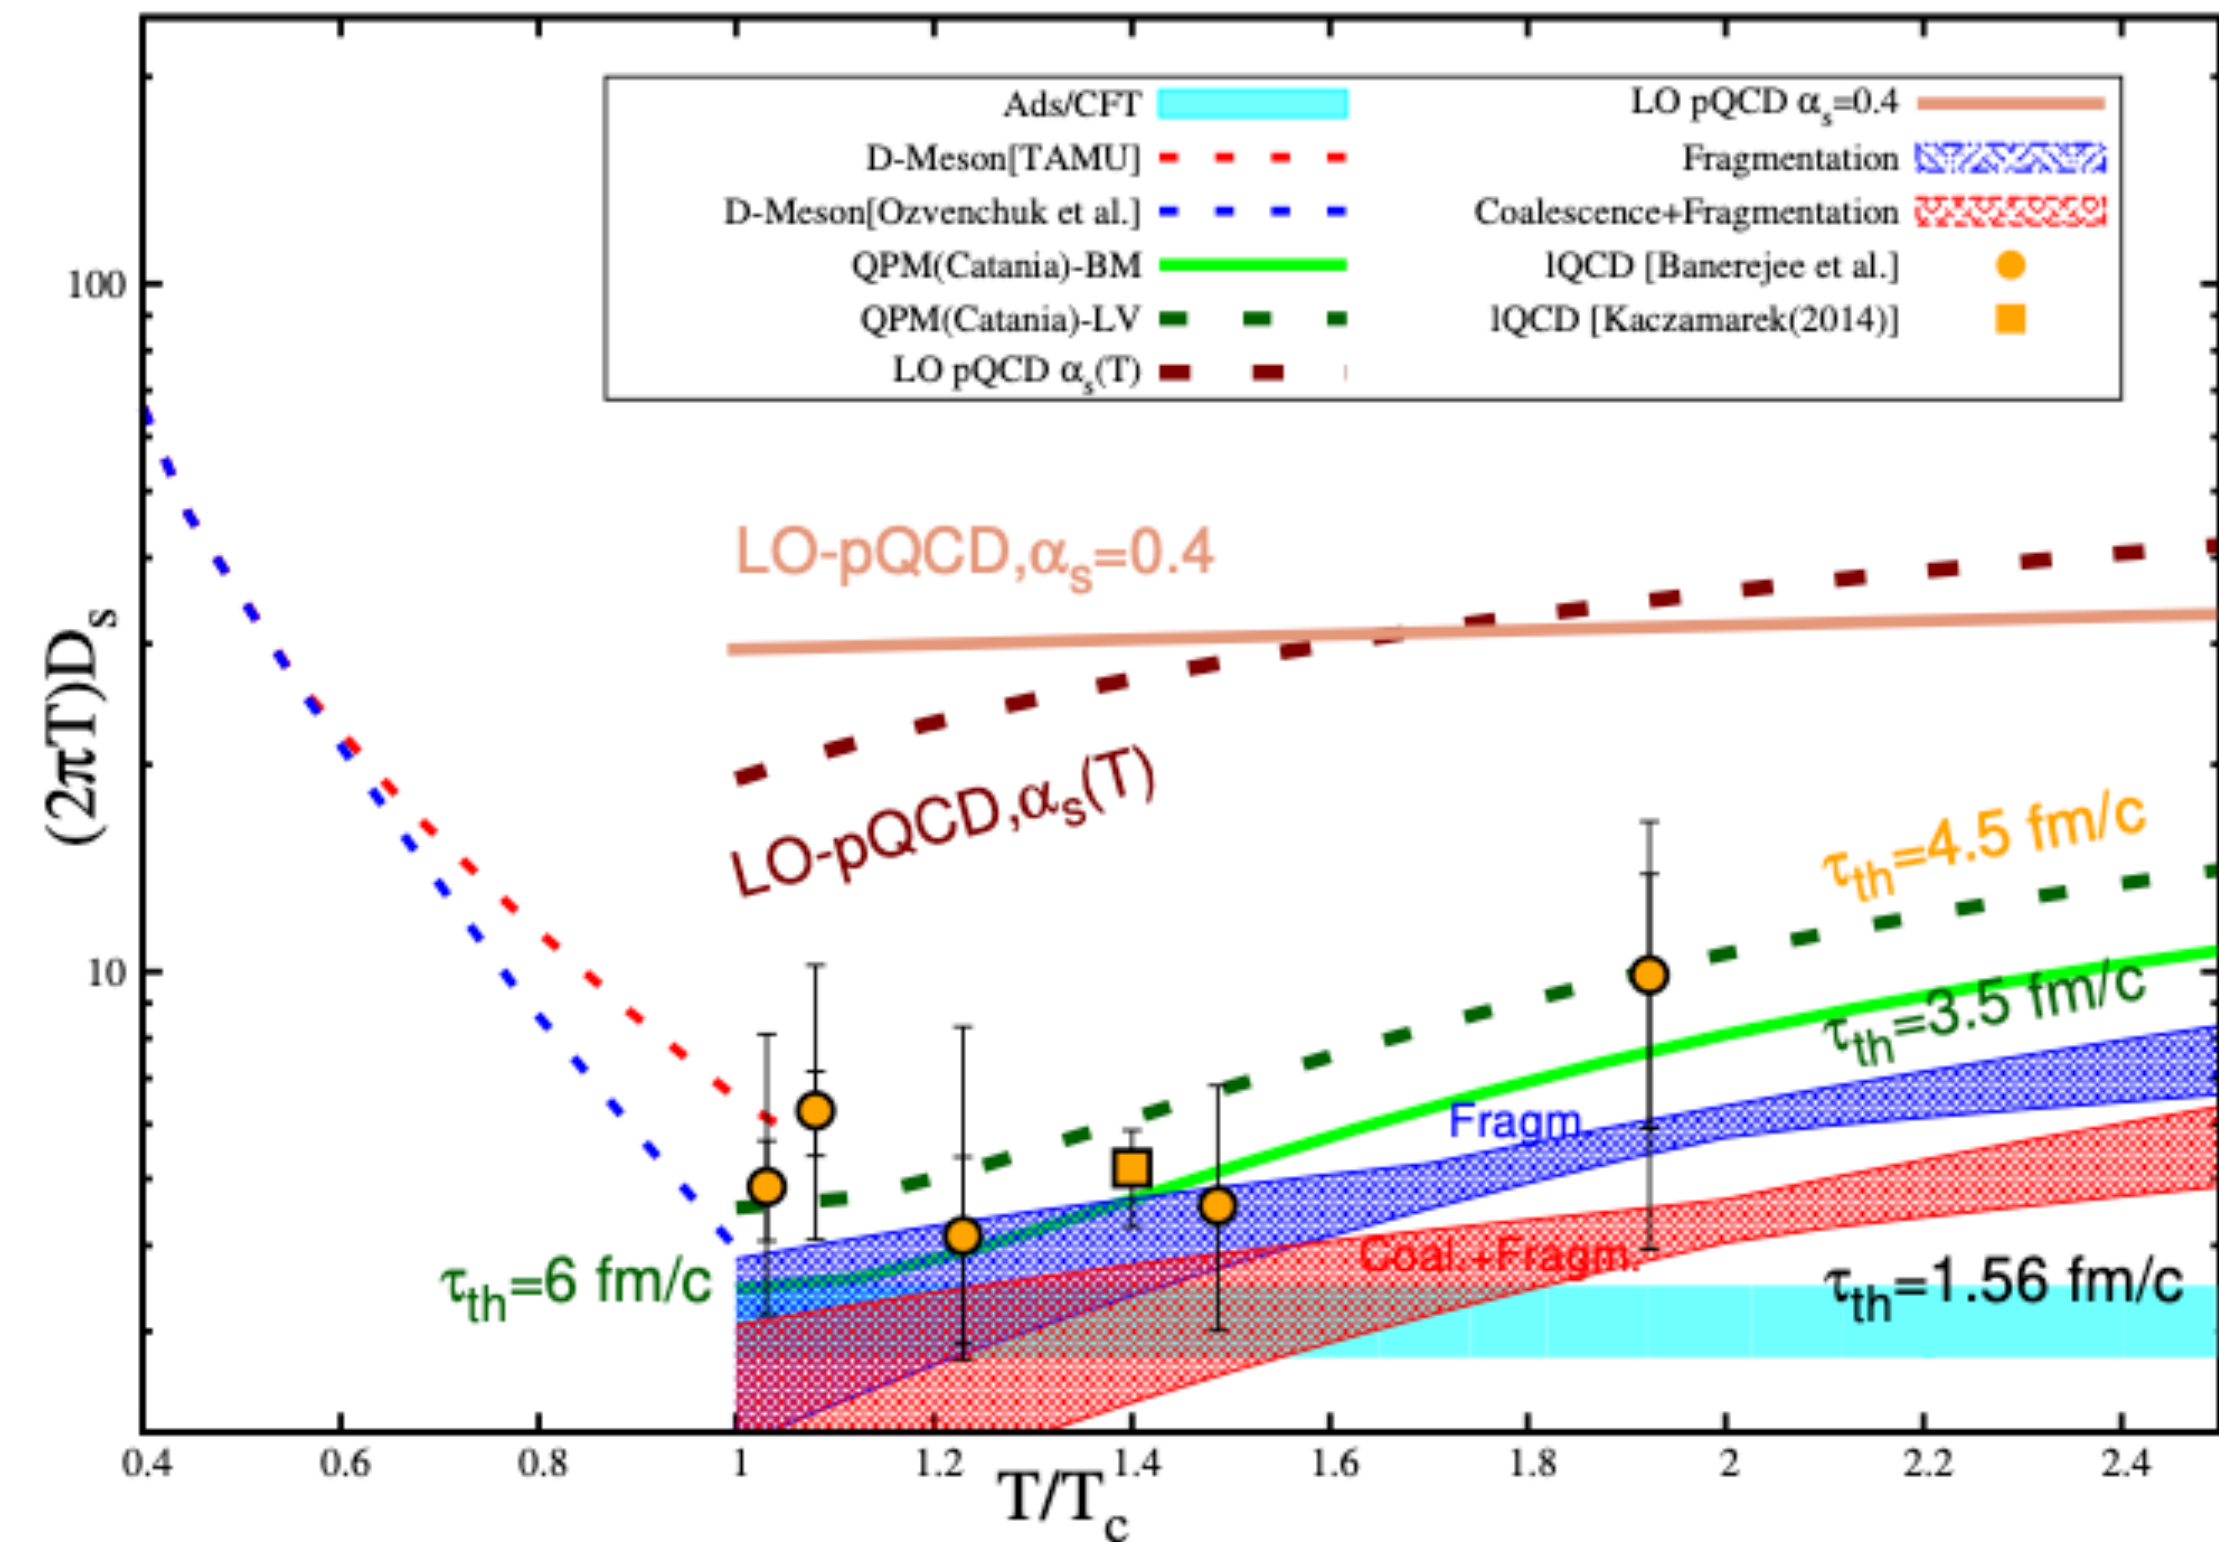 Ads/CFT
D-Meson[TAMU]
D-Meson[Ozvenchuk et al.]
QPM(Catania)-BM
QPM(Catania)-LV
LO pQCD αs(T)
LO pQCD αs=0.4
Fragmentation
Coalescence+Fragmentation
lQCD [Banerejee et al.]
lQCD [Kaczamarek(2014)]
100
10
(2πT)Ds
LO-pQCD,αs=0.4
LO-pQCD,αs(T)
τth=4.5 fm/c
τth=3.5 fm/c
Fragm.
Coal.+Fragm.
τth=6 fm/c
τth=1.56 fm/c
0.4 0.6 0.8 1 1.2 1.4 1.6 1.8 2 2.2 2.4
T/Tc